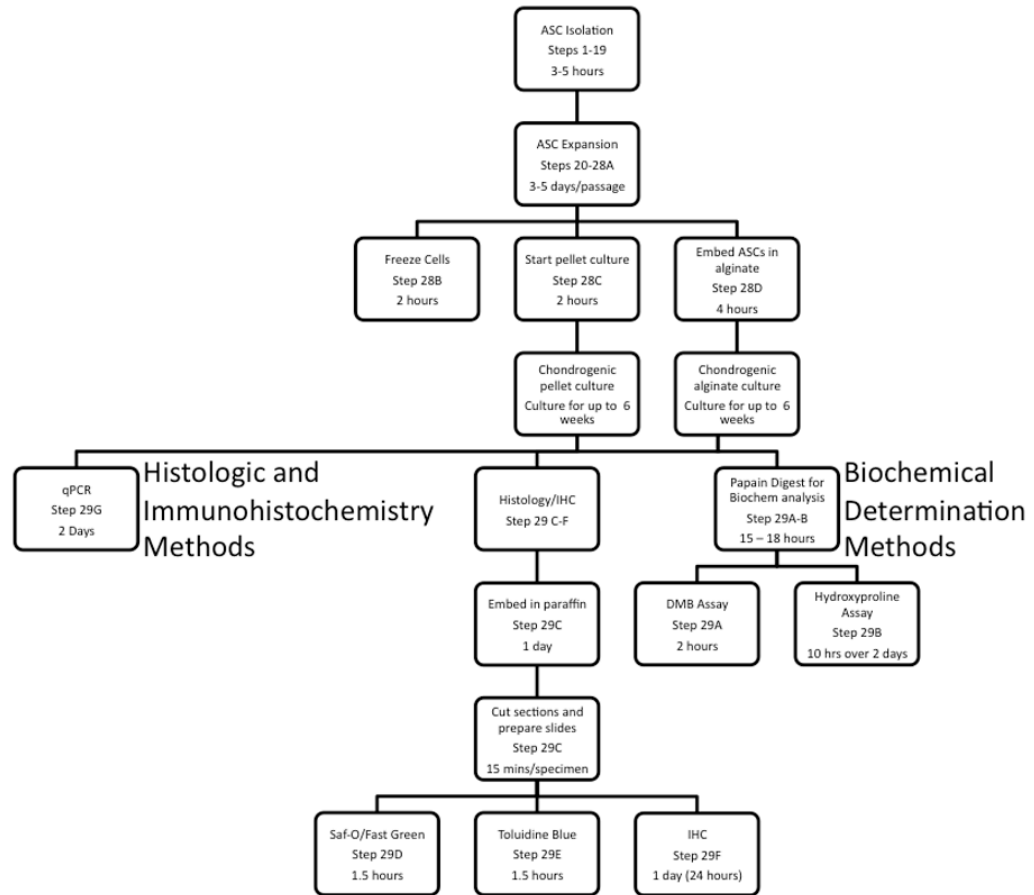 ASC Isolation
Steps 1-19
3-5 hours
ASC Expansion
Steps 20-28A
3-5 days/passage
Freeze Cells
Step 28B
2 hours
Start pellet culture
Step 28C
2 hours
Embed ASCs in
alginate
Step 28D
4 hours
Chondrogenic
pellet culture
Culture for up to 6
weeks
Chondrogenic
alginate culture
Culture for up to 6
weeks
qPCR
Step 29G
2 Days
Histologic and
Immunohistochemistry
Methods
Histology/IHC
Step 29 C-F
Papain Digest for
Biochem analysis
Step 29A-B
15 – 18 hours
Biochemical
Determination
Methods
Embed in paraffin
Step 29C
1 day
DMB Assay
Step 29A
2 hours
Hydroxyproline
Assay
Step 29B
10 hrs over 2 days
Cut sections and
prepare slides
Step 29C
15 mins/specimen
Saf-O/Fast Green
Step 29D
1.5 hours
Toluidine Blue
Step 29E
1.5 hours
IHC
Step 29F
1 day (24 hours)